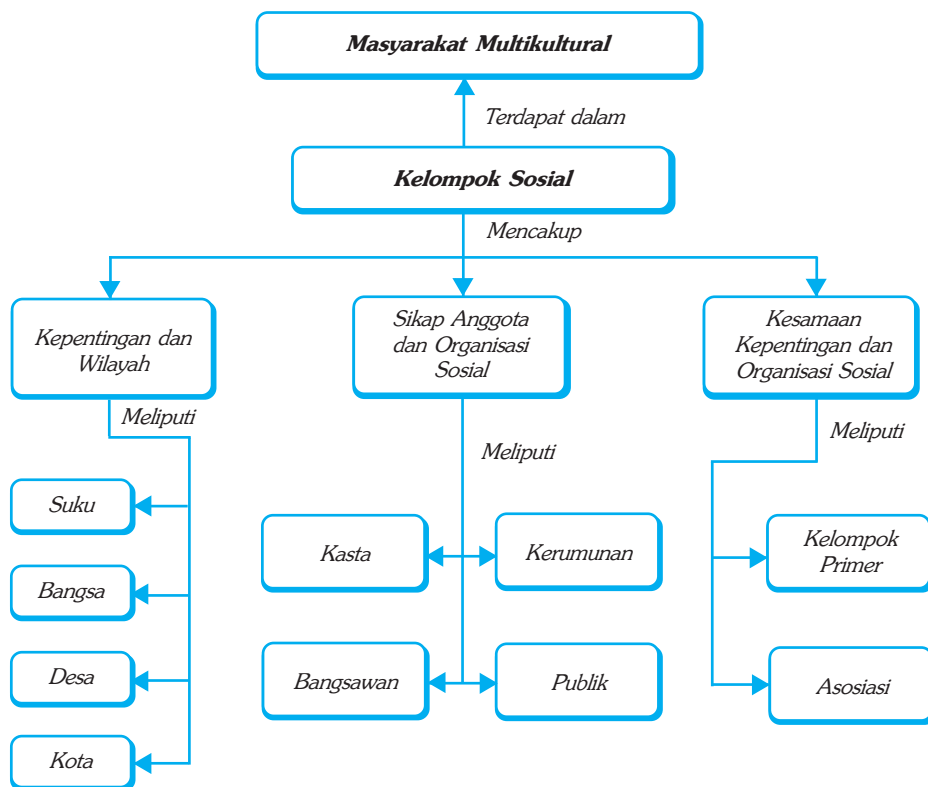 Masyarakat Multikultural
Terdapat dalam
Kelompok Sosial
Mencakup
Kepentingan dan
Wilayah
Sikap Anggota
dan Organisasi
Sosial
Kesamaan
Kepentingan dan
Organisasi Sosial
Meliputi
Meliputi
Meliputi
Suku
Bangsa
Desa
Kota
Kasta
Kerumunan
Bangsawan
Publik
Kelompok
Primer
Asosiasi